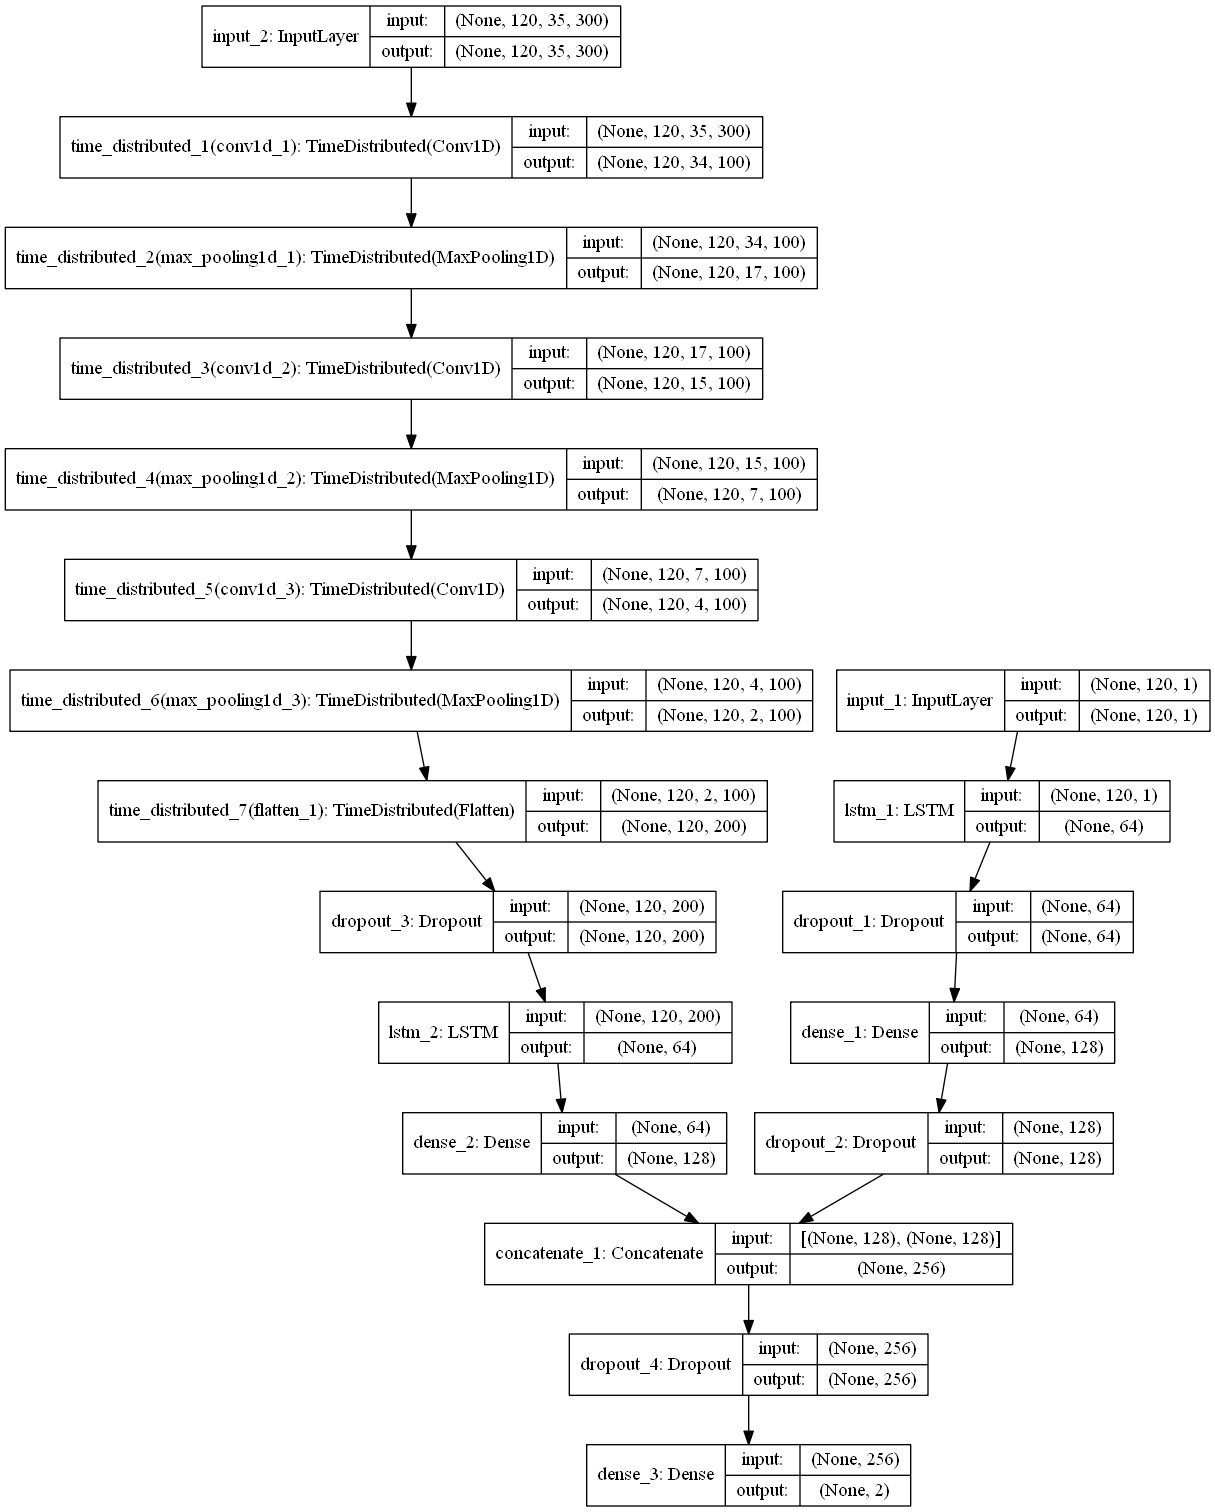 input_2: InputLayer
input: (None, 120, 35, 300)
output: (None, 120, 35, 300)
time_distributed_1(conv1d_1): TimeDistributed(Conv1D)
input: (None, 120, 35, 300)
output: (None, 120, 34, 100)
time_distributed_2(max_pooling1d_1): TimeDistributed(MaxPooling1D)
input: (None, 120, 34, 100)
output: (None, 120, 17, 100)
time_distributed_3(conv1d_2): TimeDistributed(Conv1D)
input: (None, 120, 17, 100)
output: (None, 120, 15, 100)
time_distributed_4(max_pooling1d_2): TimeDistributed(MaxPooling1D)
input: (None, 120, 15, 100)
output: (None, 120, 7, 100)
time_distributed_5(conv1d_3): TimeDistributed(Conv1D)
input: (None, 120, 7, 100)
output: (None, 120, 4, 100)
time_distributed_6(max_pooling1d_3): TimeDistributed(MaxPooling1D)
input: (None, 120, 4, 100)
output: (None, 120, 2, 100)
input_1: InputLayer
input: (None, 120, 1)
output: (None, 120, 1)
time_distributed_7(flatten_1): TimeDistributed(Flatten)
input: (None, 120, 2, 100)
output: (None, 120, 200)
lstm_1: LSTM
input: (None, 120, 1)
output: (None, 64)
dropout_3: Dropout
input: (None, 120, 200)
output: (None, 120, 200)
dropout_1: Dropout
input: (None, 64)
output: (None, 64)
lstm_2: LSTM
input: (None, 120, 200)
output: (None, 64)
dense_1: Dense
input: (None, 64)
output: (None, 128)
dense_2: Dense
input: (None, 64)
output: (None, 128)
dropout_2: Dropout
input: (None, 128)
output: (None, 128)
concatenate_1: Concatenate
input: [(None, 128), (None, 128)]
output: (None, 256)
dropout_4: Dropout
input: (None, 256)
output: (None, 256)
dense_3: Dense
input: (None, 256)
output: (None, 2)